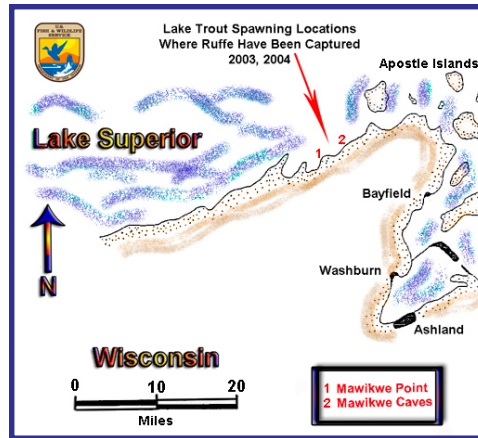 U.S.
FISH & WILDLIFE
SERVICE
Lake Trout Spawning Locations
Where Ruffe Have Been Captured
2003, 2004
Apostle Islands
Lake Superior
1 2
Bayfield
N
Washburn
Ashland
Wisconsin
0 10 20
Miles
1 Mawikwe Point
2 Mawikwe Caves